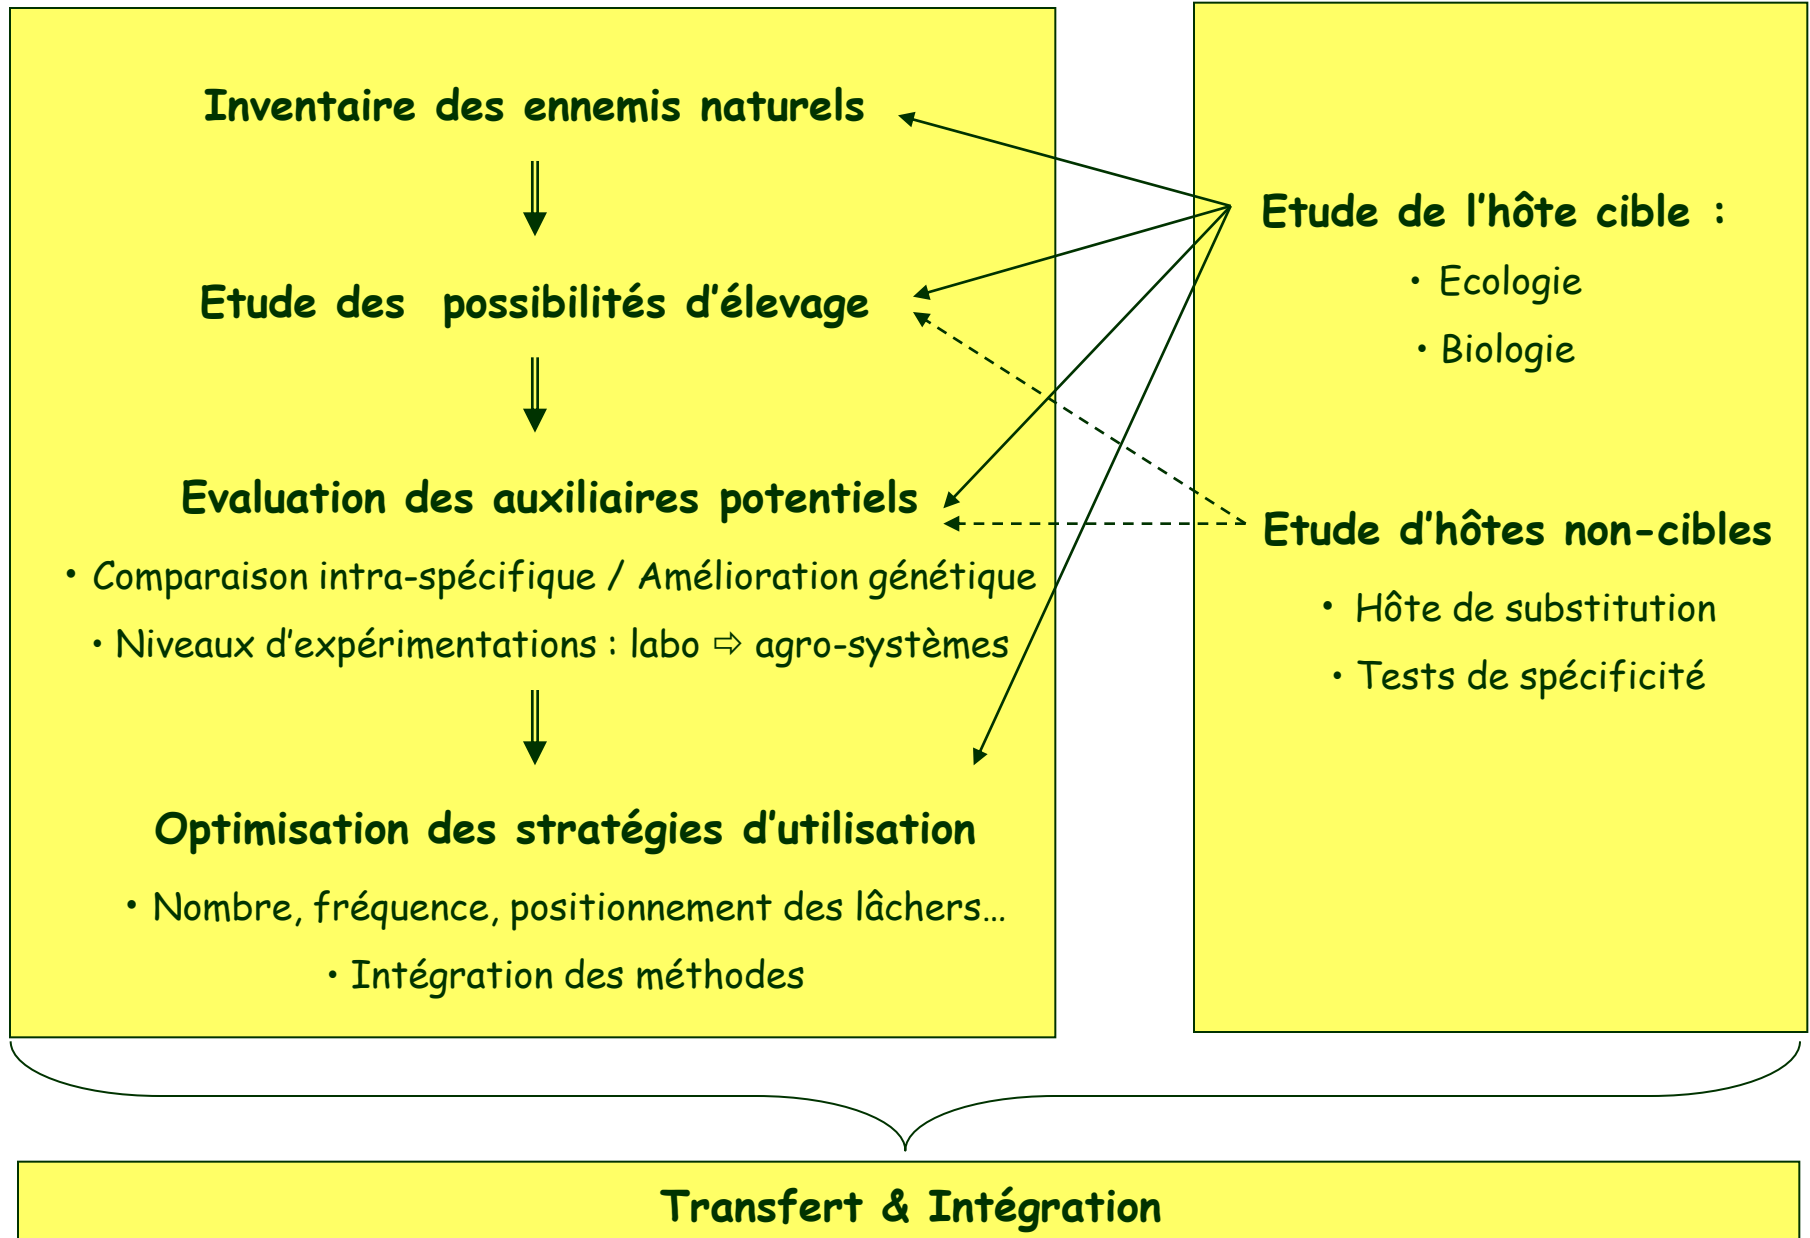 Inventaire des ennemis naturels
Etude des possibilités d'élevage
Evaluation des auxiliaires potentiels
• Comparaison intra-spécifique / Amélioration génétique
• Niveaux d'expérimentations : labo ⇨ agro-systèmes
Optimisation des stratégies d'utilisation
• Nombre, fréquence, positionnement des lâchers…
• Intégration des méthodes
Etude de l'hôte cible :
• Ecologie
• Biologie
Etude d'hôtes non-cibles
• Hôte de substitution
• Tests de spécificité
Transfert & Intégration